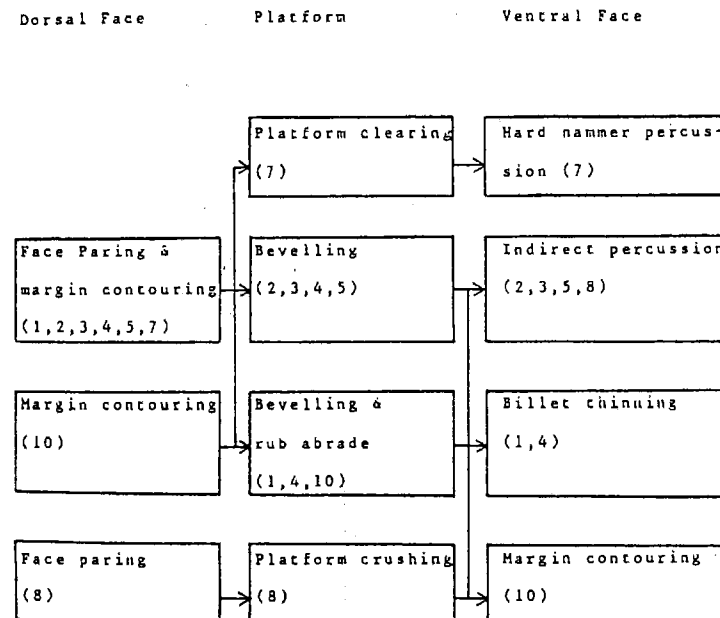 Dorsal Face
Platform
Ventral Face
Platform clearing
(7)
Hard nammer percus-
sion (7)
Face Paring &
margin contouring
(1,2,3,4,5,7)
Bevelling
(2,3,4,5)
Indirect percussion
(2,3,5,8)
Margin contouring
(10)
Bevelling &
rub abrade
(1,4,10)
Billet thinning
(1,4)
Face paring
(8)
Platform crushing
(8)
Margin contouring
(10)